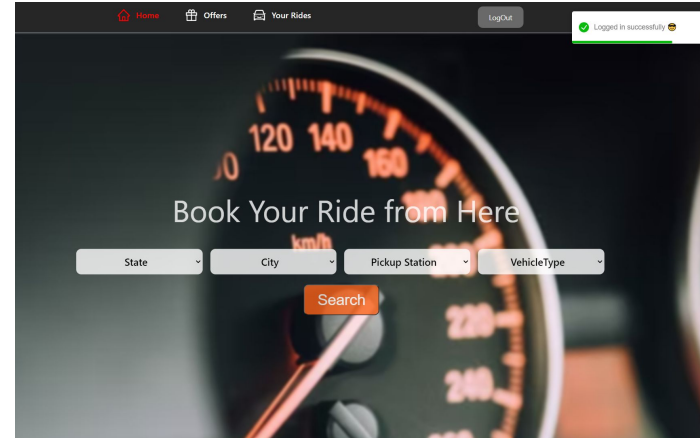 Home Offers Your Rides LogOut
Logged in successfully 😎
120 140
160
Book Your Ride from Here
km/h
State City Pickup Station VehicleType
Search
220
240